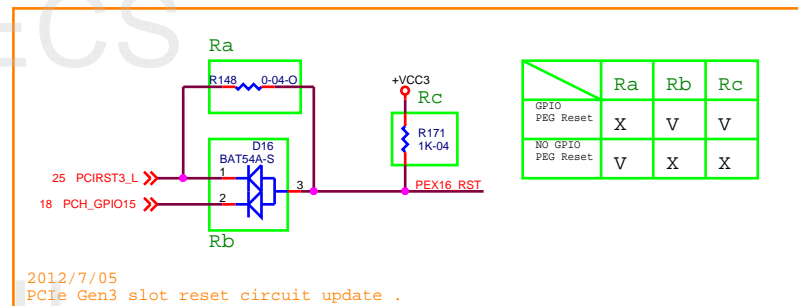 ECS
Ra
R148 0-04-O
+VCC3
Rc
R171
1K-04
D16
BAT54A-S
25 PCIRST3_L
1
3
PEX16_RST
18 PCH_GPIO15
2
Rb
Ra Rb Rc
GPIO
PEG Reset X V V
NO GPIO
PEG Reset V X X
2012/7/05
PCIe Gen3 slot reset circuit update .